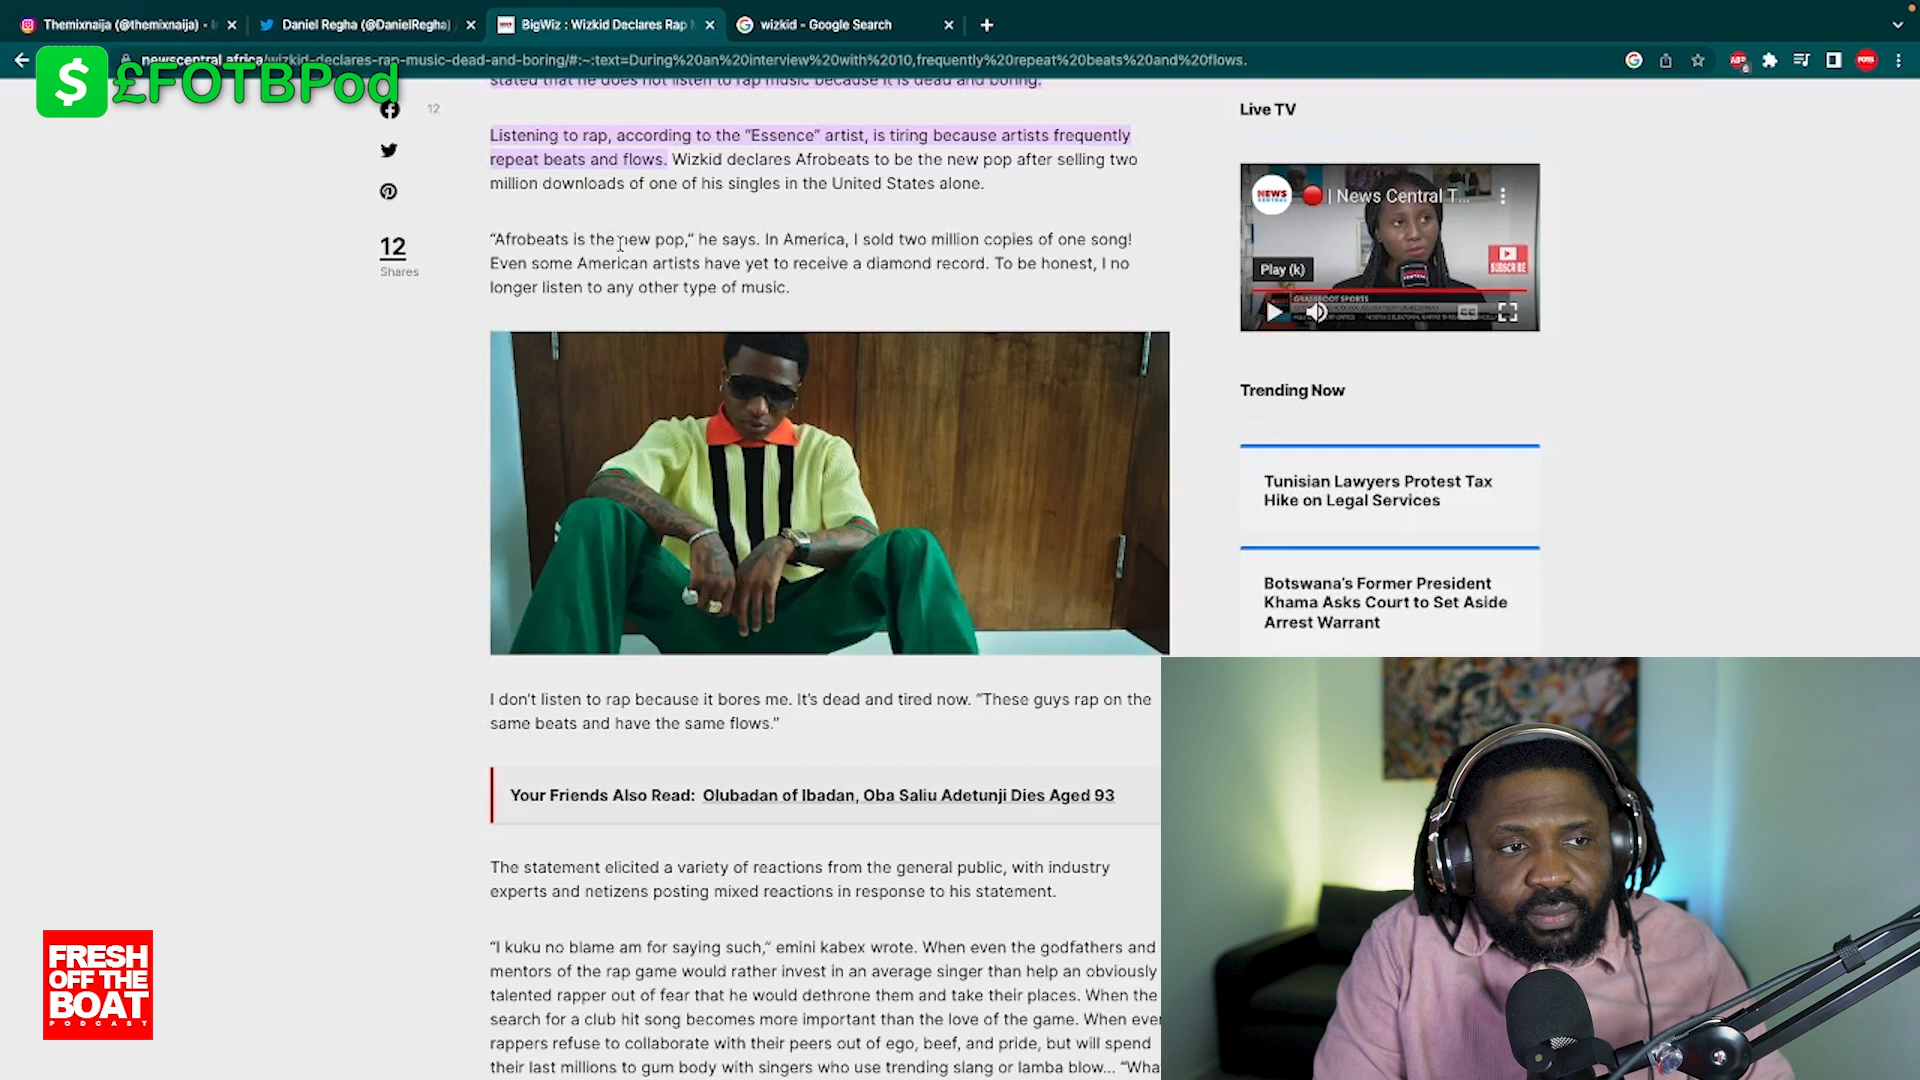 Themixnaija (@themixnaija) • I
Daniel Regha (@DanielRegha)
BigWiz : Wizkid Declares Rap
wizkid - Google Search
newscentral.africa/wizkid-declares-rap-music-dead-and-boring/#:~:text=During%20an%20interview%20with%2010,frequently%20repeat%20beats%20and%20flows.
£FOTBPod
stated that he does not listen to rap music because it is dead and boring.
12
Listening to rap, according to the “Essence” artist, is tiring because artists frequently
repeat beats and flows. Wizkid declares Afrobeats to be the new pop after selling two
million downloads of one of his singles in the United States alone.
12
Shares
“Afrobeats is the new pop,” he says. In America, I sold two million copies of one song!
Even some American artists have yet to receive a diamond record. To be honest, I no
longer listen to any other type of music.
I don’t listen to rap because it bores me. It’s dead and tired now. “These guys rap on the
same beats and have the same flows.”
Your Friends Also Read: Olubadan of Ibadan, Oba Saliu Adetunji Dies Aged 93
The statement elicited a variety of reactions from the general public, with industry
experts and netizens posting mixed reactions in response to his statement.
“I kuku no blame am for saying such,” emini kabex wrote. When even the godfathers and
mentors of the rap game would rather invest in an average singer than help an obviously
talented rapper out of fear that he would dethrone them and take their places. When the
search for a club hit song becomes more important than the love of the game. When ever
rappers refuse to collaborate with their peers out of ego, beef, and pride, but will spend
their last millions to gum body with singers who use trending slang or lamba blow... “Wha
Live TV
NEWS
CENTRAL
| News Central T...
Play (k)
SUBSCRIBE
GRASSROOT SPORTS
Trending Now
Tunisian Lawyers Protest Tax
Hike on Legal Services
Botswana’s Former President
Khama Asks Court to Set Aside
Arrest Warrant
FRESH
OFF THE
BOAT
PODCAST